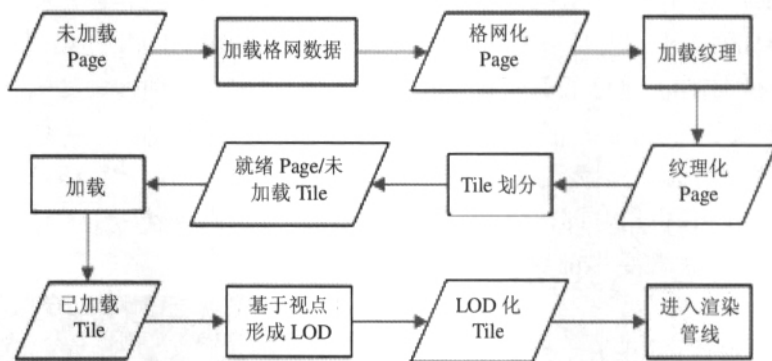 未加载
Page
加载格网数据
格网化
Page
加载纹理
纹理化
Page
Tile 划分
就绪 Page/未
加载 Tile
加载
已加载
Tile
基于视点
形成 LOD
LOD 化
Tile
进入渲染
管线